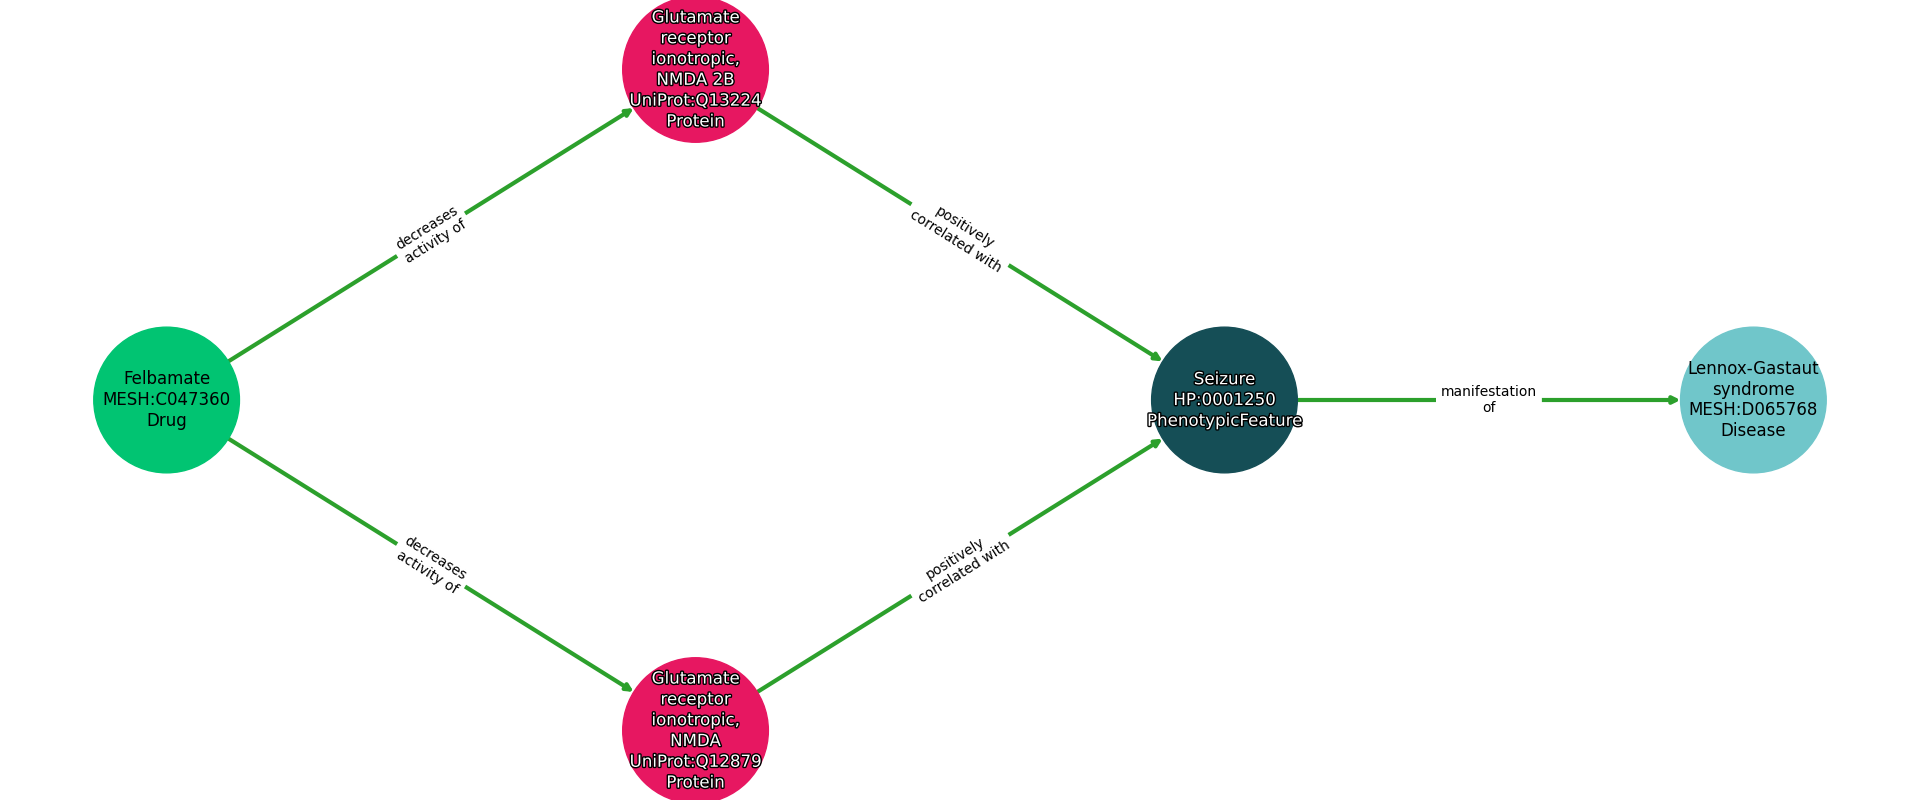 Glutamate
receptor
ionotropic,
NMDA 2B
UniProt:Q13224
Protein
decreases
activity of
positively
correlated with
Felbamate
MESH:C047360
Drug
Seizure
HP:0001250
PhenotypicFeature
manifestation
of
Lennox-Gastaut
syndrome
MESH:D065768
Disease
decreases
activity of
positively
correlated with
Glutamate
receptor
ionotropic,
NMDA
UniProt:Q12879
Protein